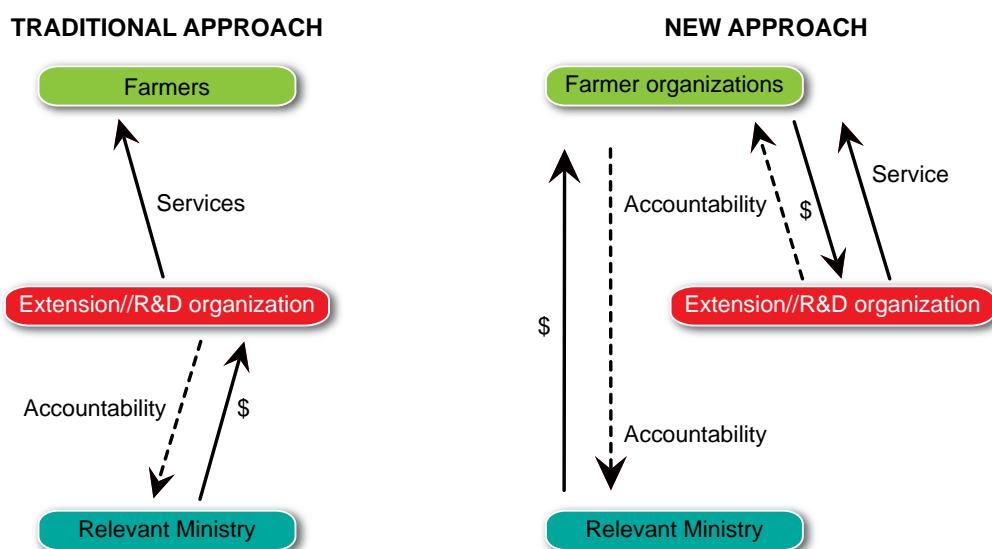 TRADITIONAL APPROACH
Farmers
Services
Extension//R&D organization
Accountability
$
Relevant Ministry
NEW APPROACH
Farmer organizations
Accountability
$
Service
Extension//R&D organization
$
Accountability
Relevant Ministry